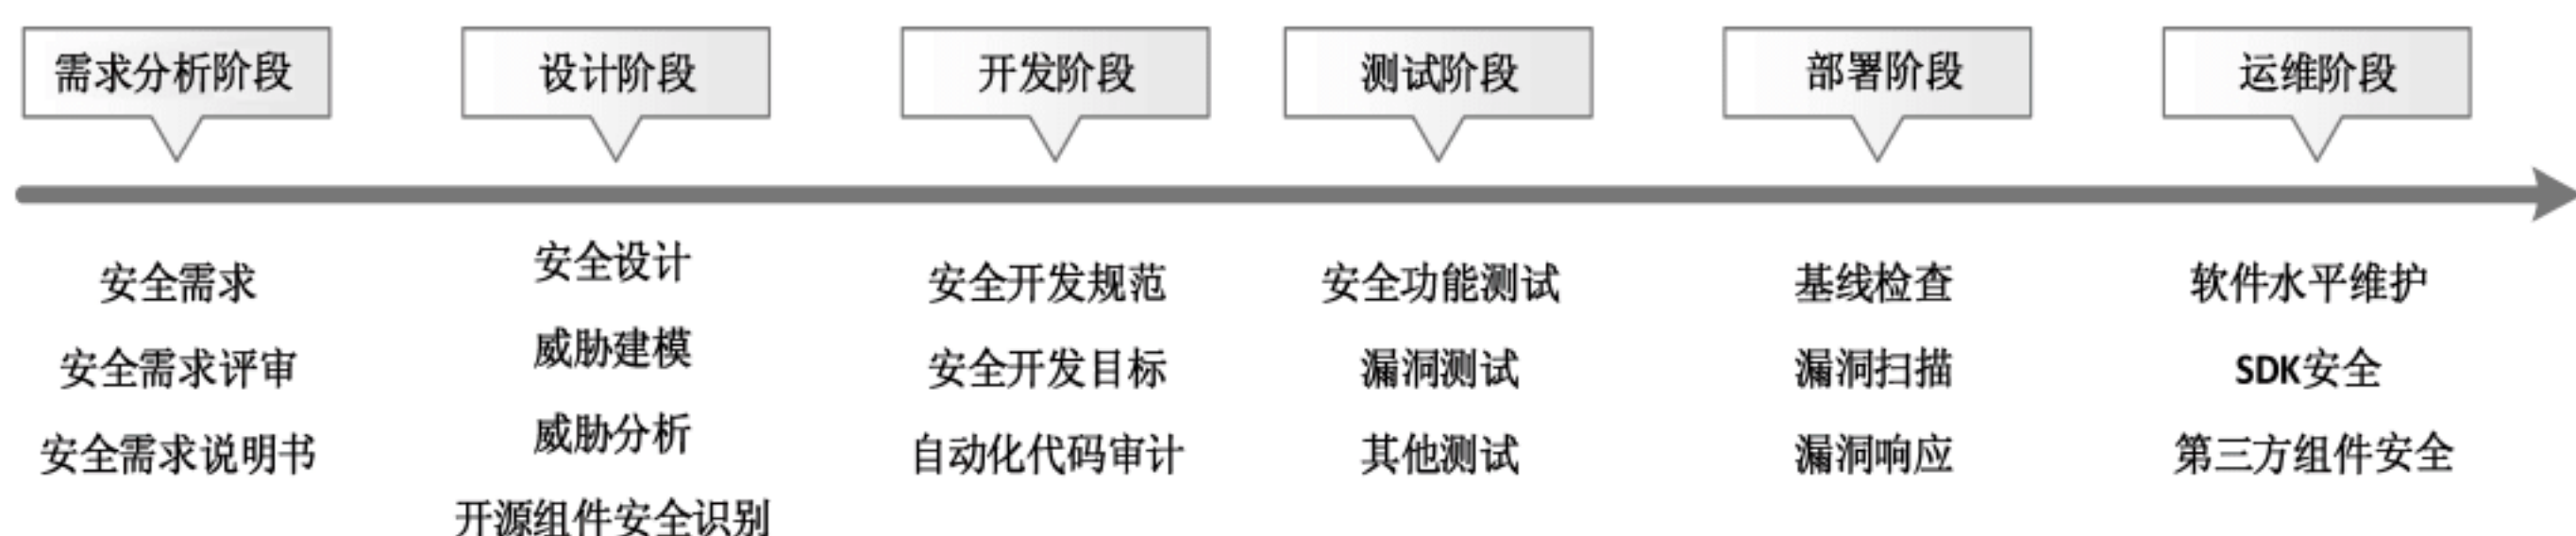 需求分析阶段
设计阶段
开发阶段
测试阶段
部署阶段
运维阶段
安全需求
安全需求评审
安全需求说明书
安全设计
威胁建模
威胁分析
开源组件安全识别
安全开发规范
安全开发目标
自动化代码审计
安全功能测试
漏洞测试
其他测试
基线检查
漏洞扫描
漏洞响应
软件水平维护
SDK安全
第三方组件安全